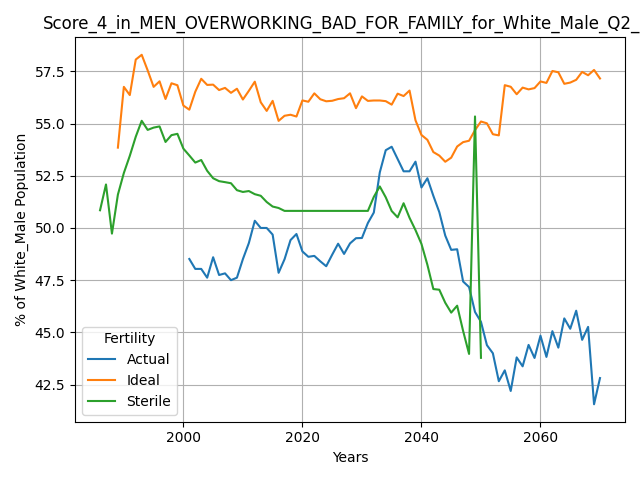 Score_4_in_MEN_OVERWORKING_BAD_FOR_FAMILY_for_White_Male_Q2_
57.5
55.0
52.5
50.0
47.5
45.0
42.5
% of White_Male Population
Fertility
Actual
Ideal
Sterile
2000
2020
2040
2060
Years